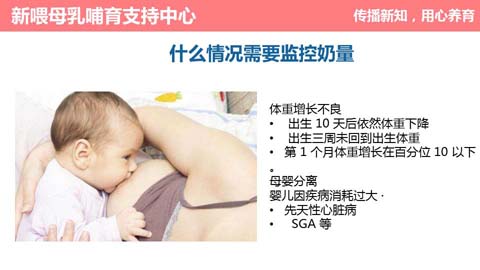 新喂母乳哺育支持中心
传播新知，用心养育
什么情况需要监控奶量
体重增长不良
• 出生 10 天后依然体重下降
• 出生三周未回到出生体重
• 第 1 个月体重增长在百分位 10 以下
。
母婴分离
婴儿因疾病消耗过大 ·
• 先天性心脏病
• SGA 等